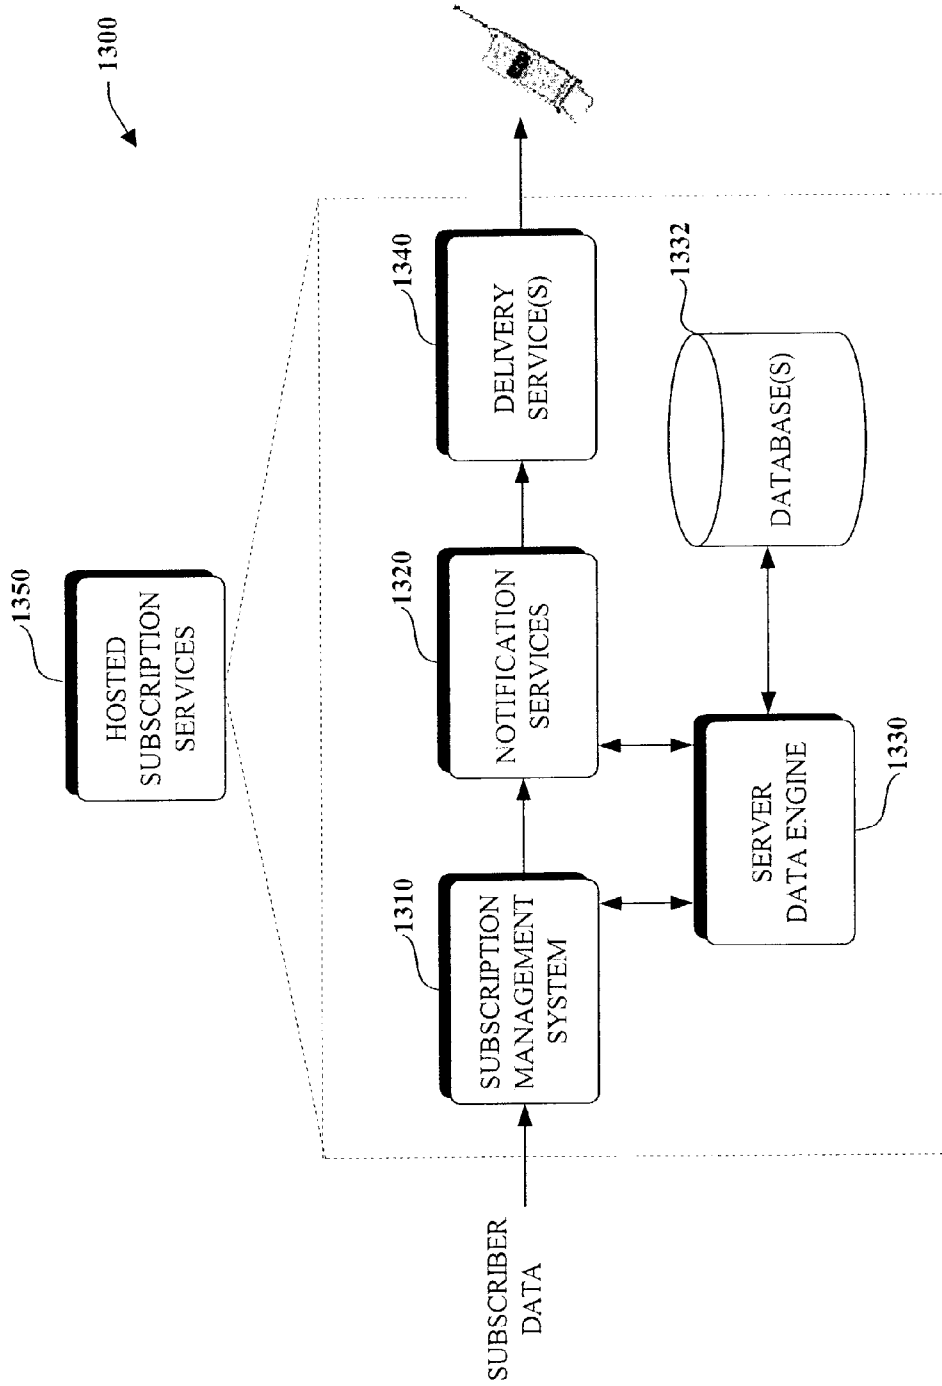 1300
1350
HOSTED
SUBSCRIPTION
SERVICES
1310
SUBSCRIPTION
MANAGEMENT
SYSTEM
1320
NOTIFICATION
SERVICES
1340
DELIVERY
SERVICE(S)
SUBSCRIBER
DATA
SERVER
DATA ENGINE
1330
1332
DATABASE(S)